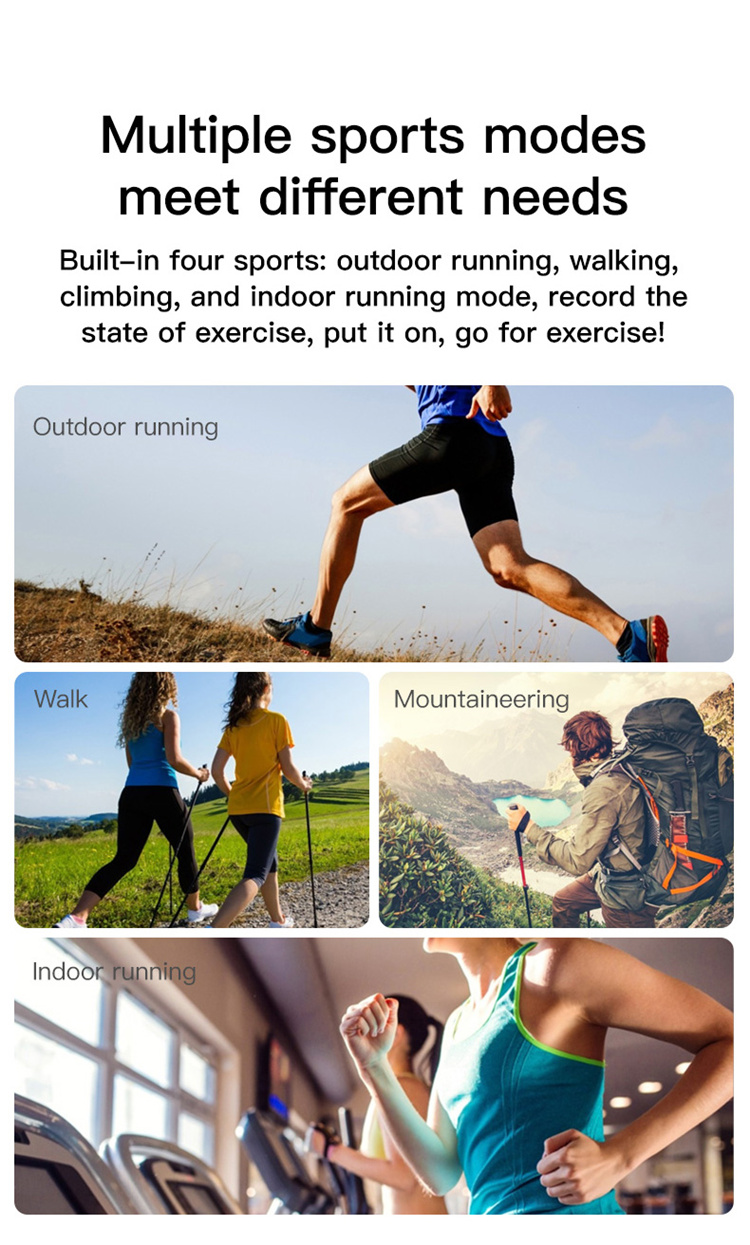 Multiple sports modes
meet different needs
Built-in four sports: outdoor running, walking,
climbing, and indoor running mode, record the
state of exercise, put it on, go for exercise!
Outdoor running
Walk
Mountaineering
Indoor running